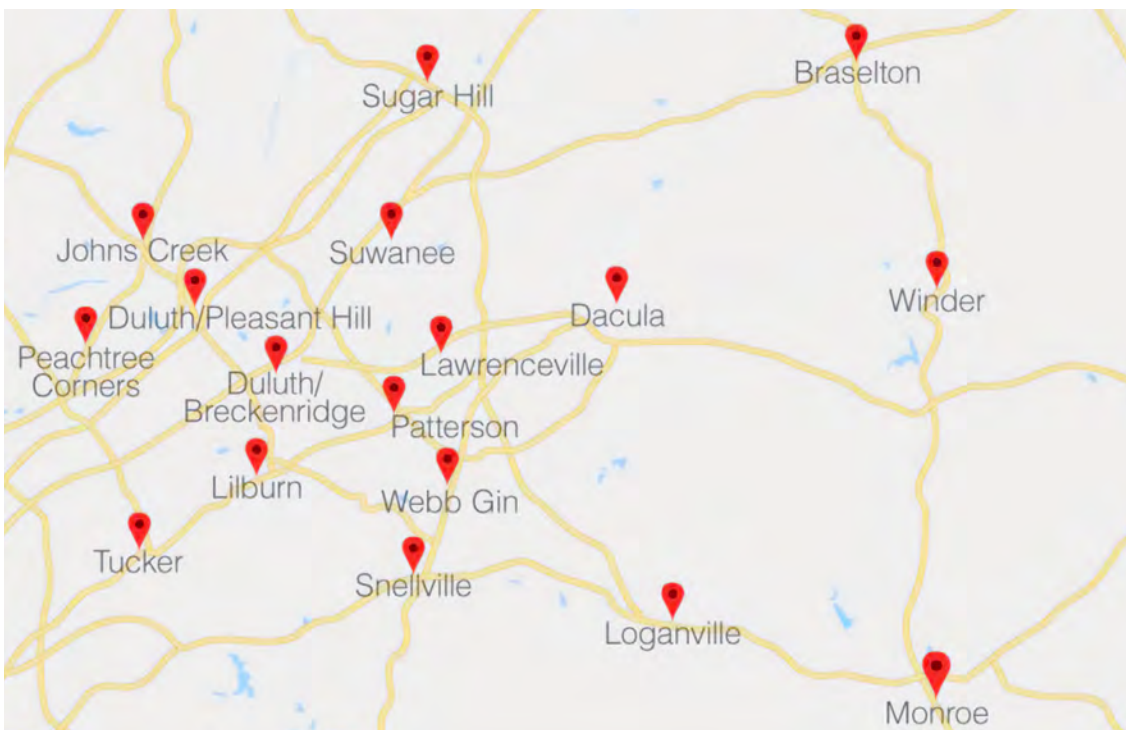 Braselton
Sugar Hill
Johns Creek
Suwanee
Winder
Duluth/Pleasant Hill
Dacula
Peachtree
Corners
Lawrenceville
Duluth/
Breckenridge
Patterson
Lilburn
Webb Gin
Tucker
Snellville
Loganville
Monroe